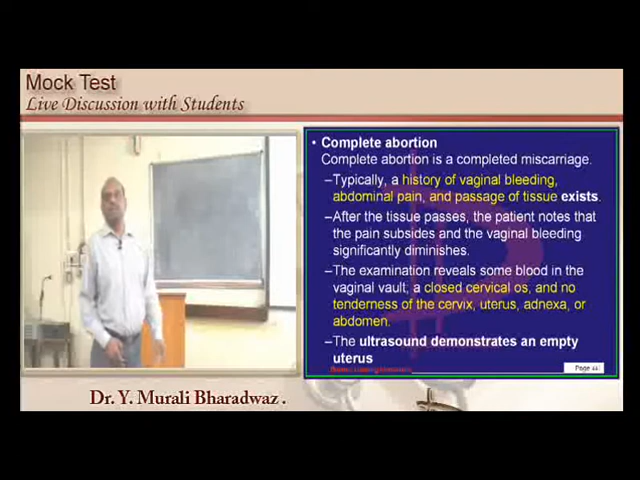 Mock Test
Live Discussion with Students
• Complete abortion
Complete abortion is a completed miscarriage.
–Typically, a history of vaginal bleeding,
abdominal pain, and passage of tissue exists.
–After the tissue passes, the patient notes that
the pain subsides and the vaginal bleeding
significantly diminishes.
–The examination reveals some blood in the
vaginal vault, a closed cervical os, and no
tenderness of the cervix, uterus, adnexa, or
abdomen.
–The ultrasound demonstrates an empty
uterus
Page
Dr. Y. Murali Bharadwaz .